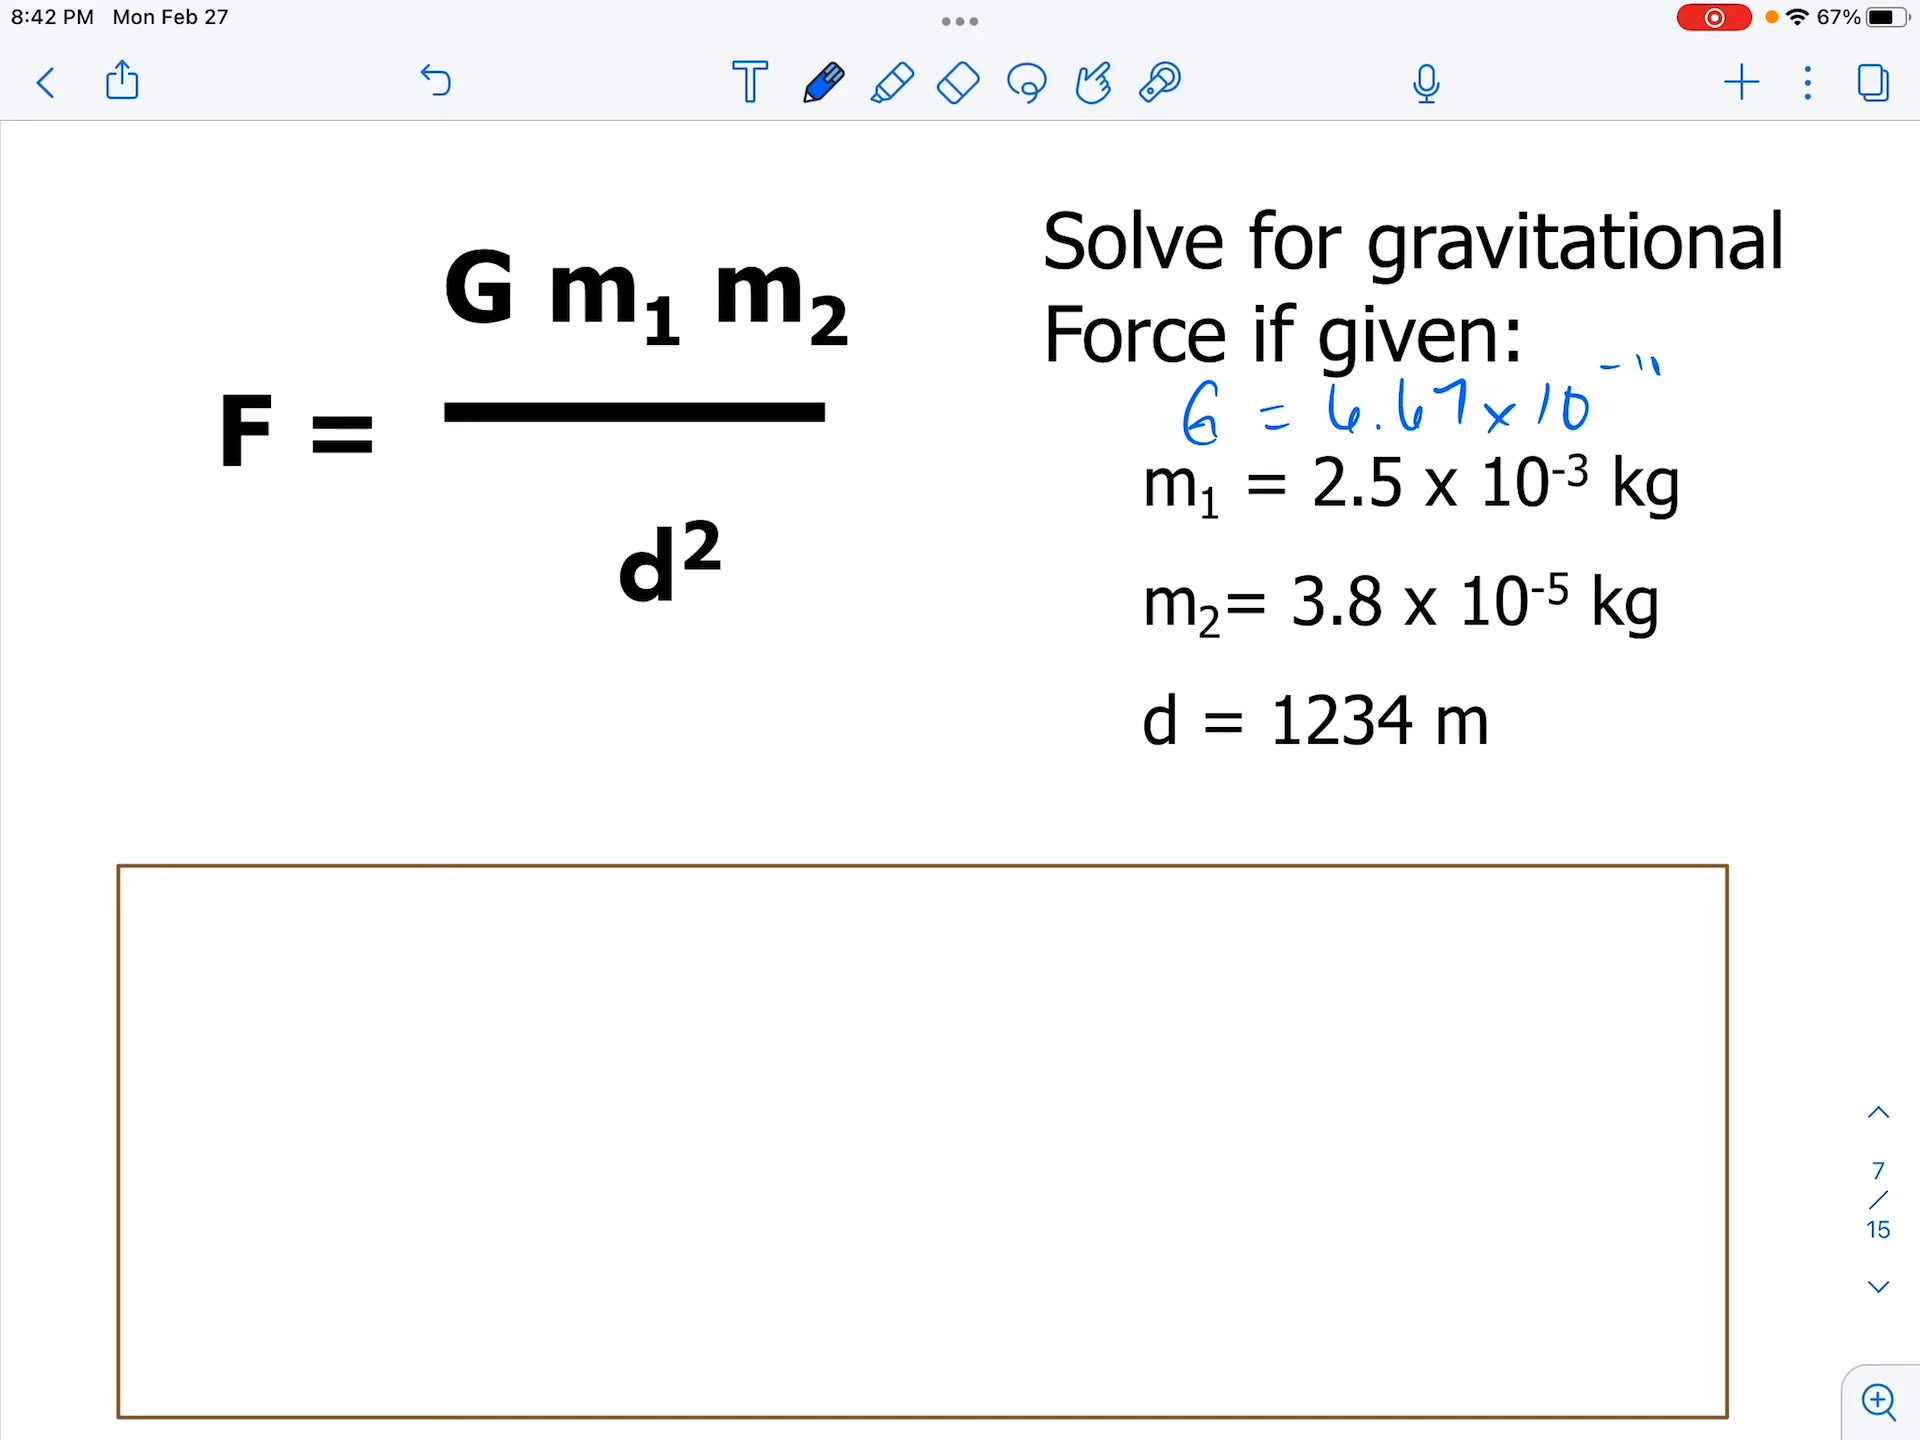 8:42 PM Mon Feb 27
67%
G m₁ m₂
F =
d²
Solve for gravitational
Force if given:
G = 6.67 x 10⁻¹¹
m₁ = 2.5 x 10⁻³ kg
m₂= 3.8 x 10⁻⁵ kg
d = 1234 m
7
/
15